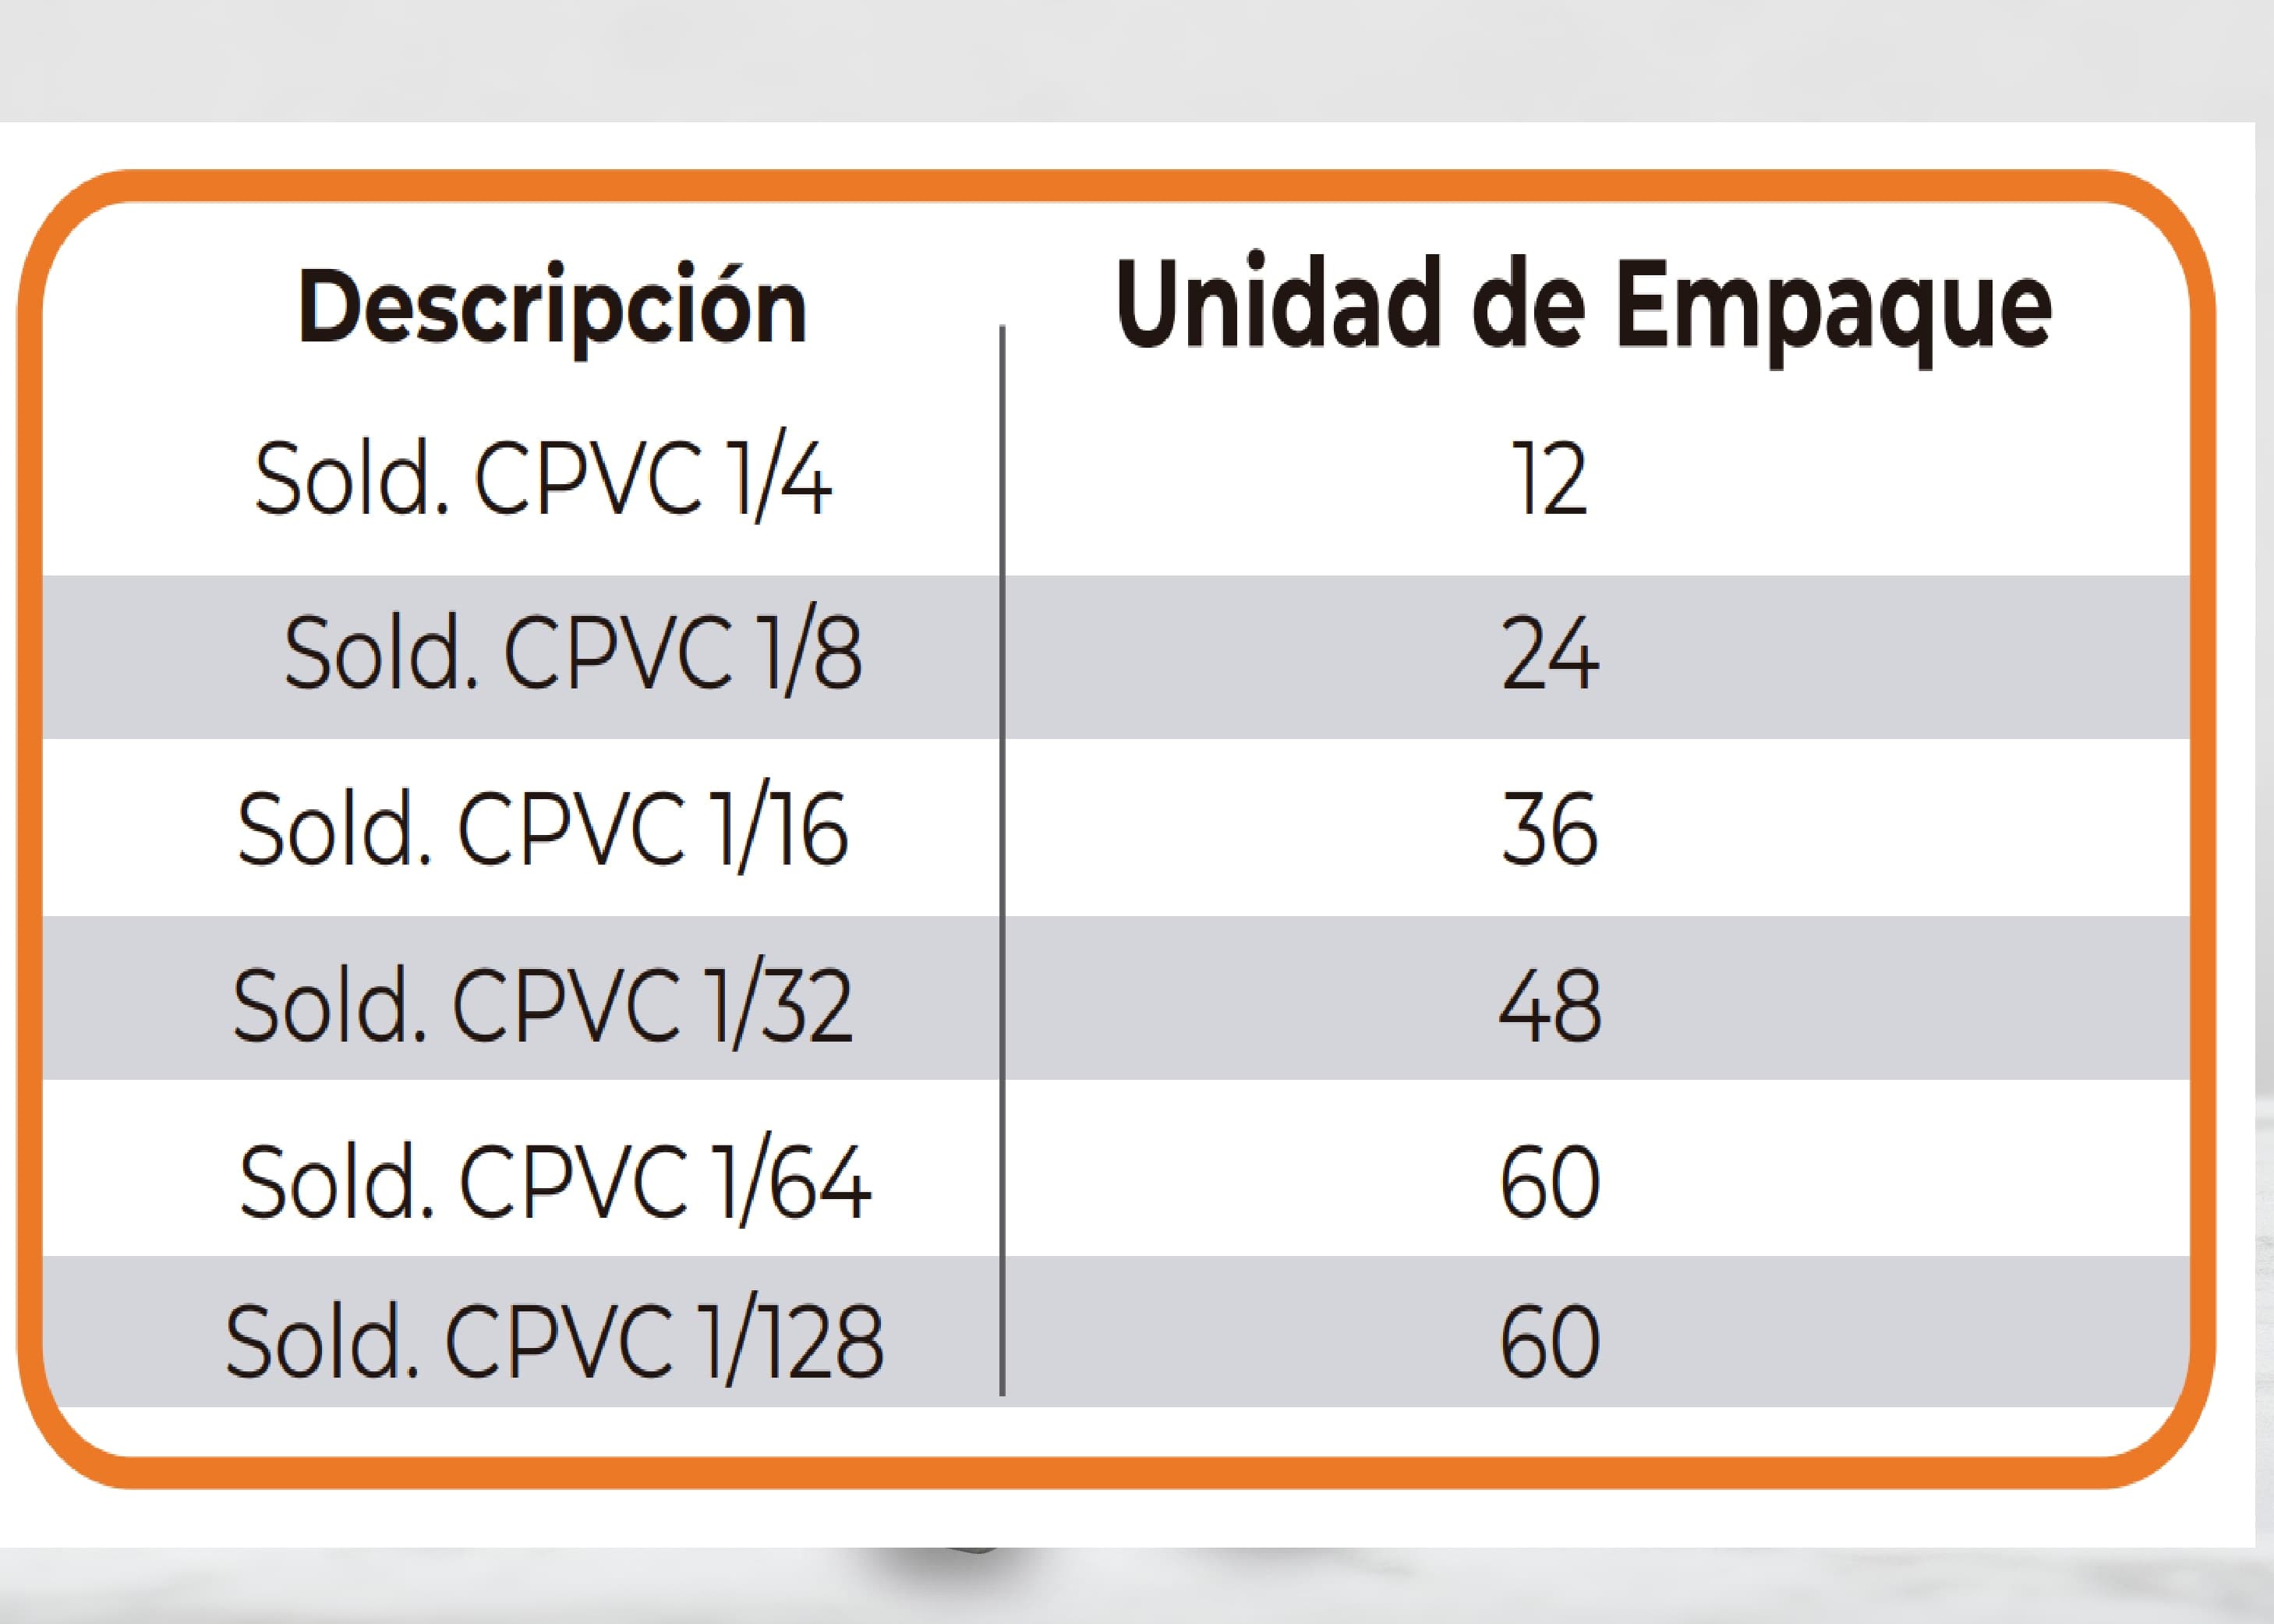 Descripción Unidad de Empaque
Sold. CPVC 1/4 12
Sold. CPVC 1/8 24
Sold. CPVC 1/16 36
Sold. CPVC 1/32 48
Sold. CPVC 1/64 60
Sold. CPVC 1/128 60